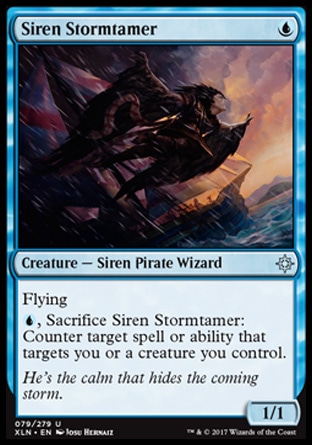 Siren Stormtamer
Creature — Siren Pirate Wizard
Flying
, Sacrifice Siren Stormtamer:
Counter target spell or ability that
targets you or a creature you control.
He's the calm that hides the coming
storm.
1/1
079/279 U
XLN • EN Josu Hernaiz
™ & © 2017 Wizards of the Coast